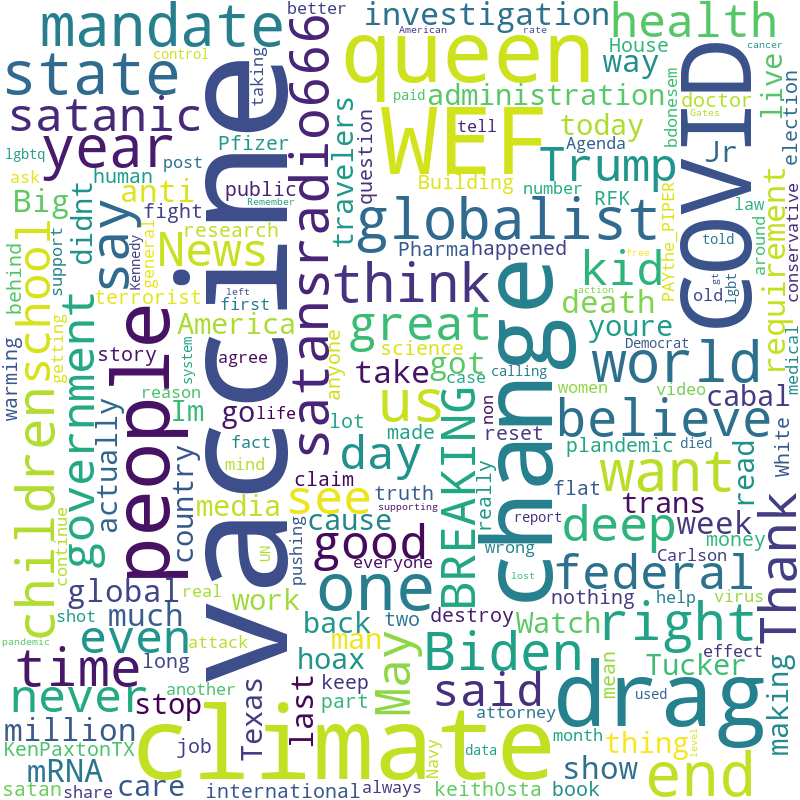 mandate
state
satanic
year
vaccine
taking
control
satansradio666
better
investigation
American
rate
health
cancer
queen
House
way
live
WEF
paid
administration
doctor
Gates
COVID
bdonesem
election
tell
today
Agenda
Trump
Jr
lgbtq
post
Pfizer
travelers
question
Building
number
RFK
law
ask
human
anti
public
Remember
Big
didnt
say
fight
research
News
globalist
Pharma
happened
PAYthe_PIPER
told
around
conservative
behind
support
Kennedy
general
think
kid
old
gt
lgbt
free
requirement
medical
childrenschool
government
terrorist
left
first
death
action
people
America
great
change
youre
world
warming
getting
story
system
agree
anyone
science
got
case
calling
Democrat
reason
Im
go
life
take
women
video
cabal
actually
country
fact
lot
us
made
non
believe
mind
day
BREAKING
reset
plandemic
died
White
claim
want
media
see
truth
really
flat
trans
read
continue
cause
supporting
good
report
deep
week
UN
pushing
everyone
wrong
money
Thank
global
real
one
Carlson
federal
much
work
destroy
nothing
help
virus
shot
even
attack
back
two
Watch
right
pandemic
man
May
Biden
lost
effect
time
long
hoax
Tucker
never
another
keep
said
mean
making
stop
Texas
last
part
used
drag
million
climate
attorney
KenPaxtonTX
job
Navy
month
thing
level
mRNA
data
show
end
satan
share
care
international
always
keith0sta
book